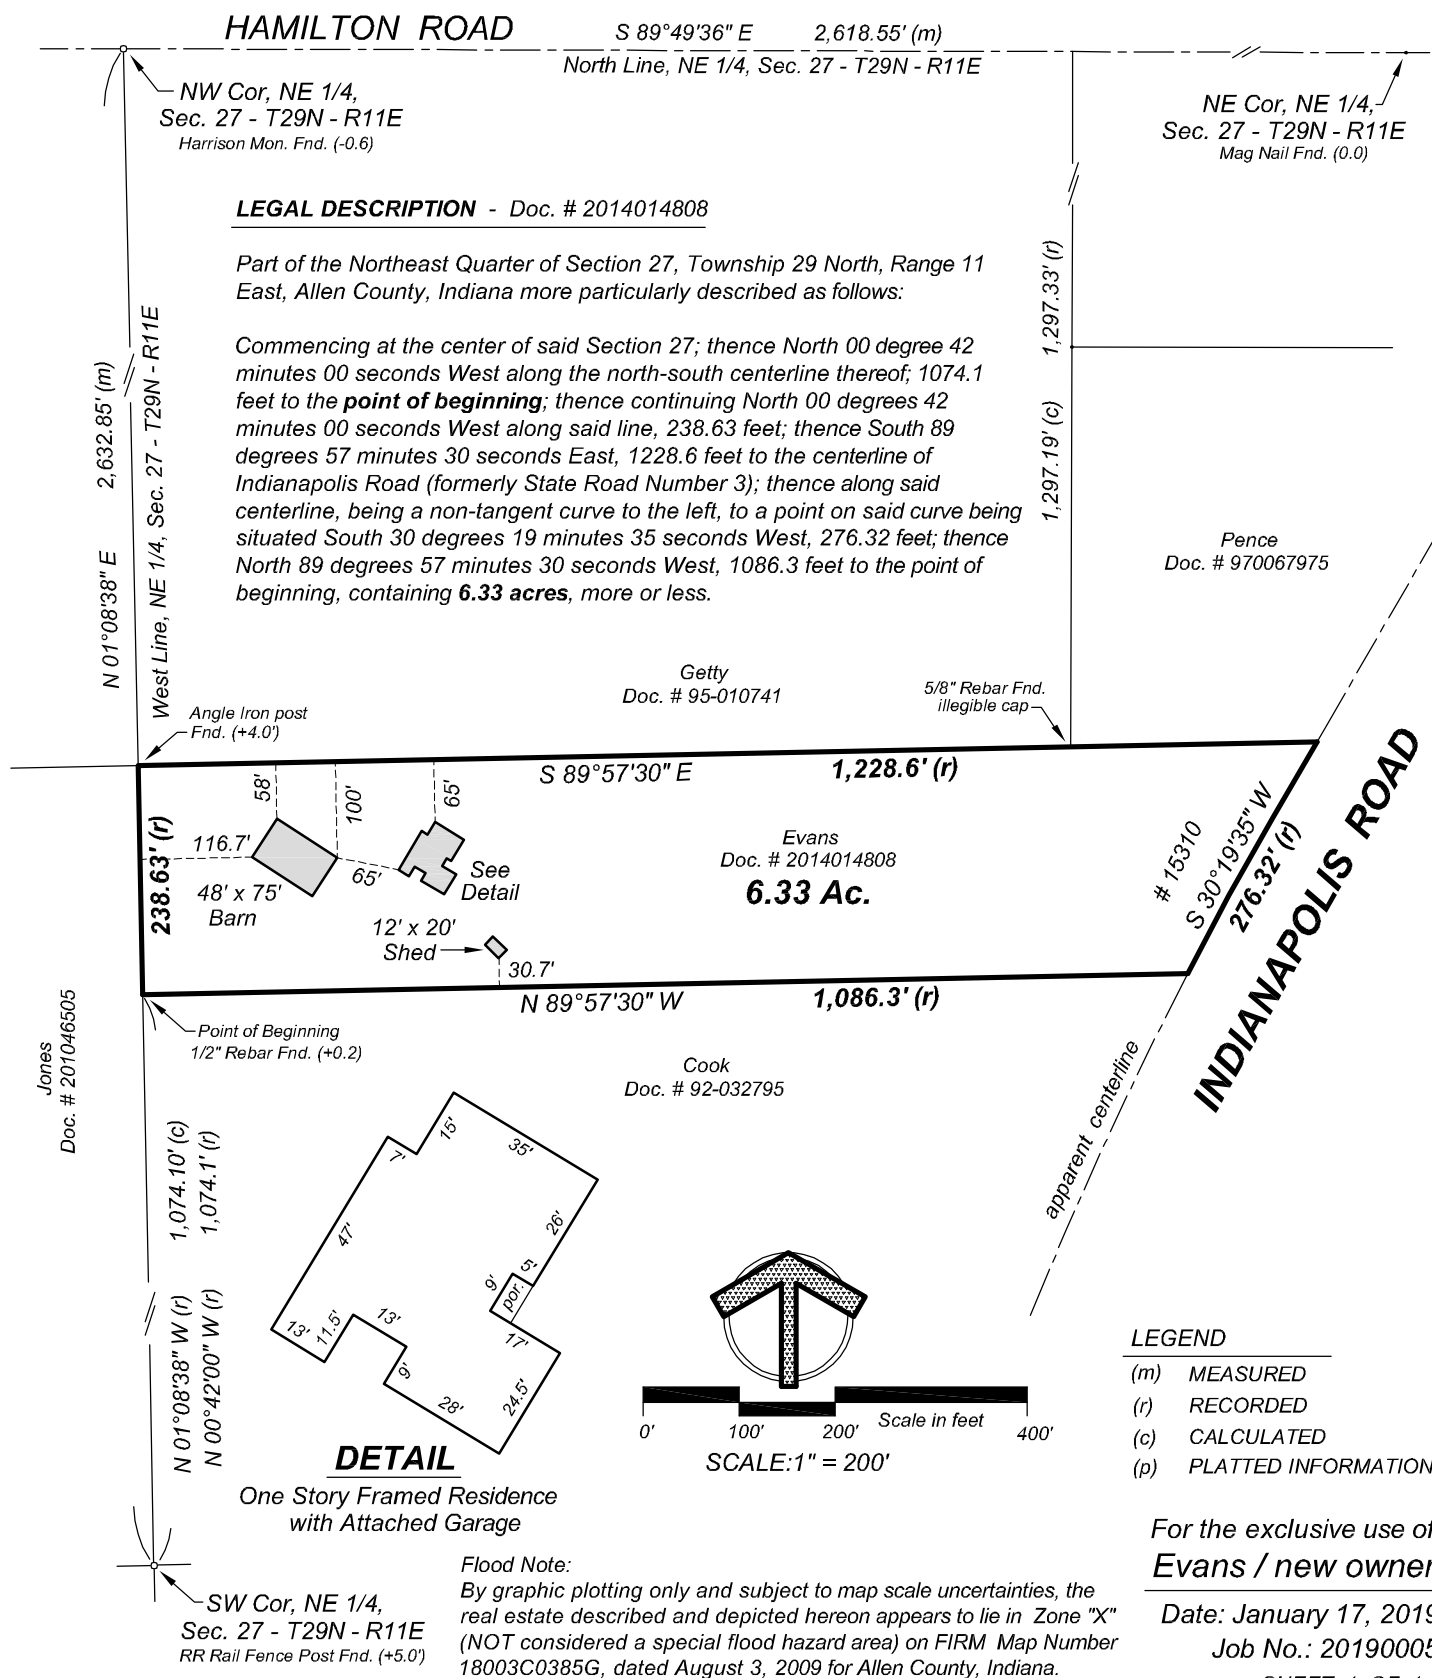 HAMILTON ROAD
S 89°49'36" E 2,618.55' (m)
North Line, NE 1/4, Sec. 27 - T29N - R11E
NW Cor, NE 1/4,
Sec. 27 - T29N - R11E
Harrison Mon. Fnd. (-0.6)
NE Cor, NE 1/4,
Sec. 27 - T29N - R11E
Mag Nail Fnd. (0.0)
LEGAL DESCRIPTION - Doc. # 2014014808
Part of the Northeast Quarter of Section 27, Township 29 North, Range 11
East, Allen County, Indiana more particularly described as follows:
Commencing at the center of said Section 27; thence North 00 degree 42
minutes 00 seconds West along the north-south centerline thereof; 1074.1
feet to the point of beginning; thence continuing North 00 degrees 42
minutes 00 seconds West along said line, 238.63 feet; thence South 89
degrees 57 minutes 30 seconds East, 1228.6 feet to the centerline of
Indianapolis Road (formerly State Road Number 3); thence along said
centerline, being a non-tangent curve to the left, to a point on said curve being
situated South 30 degrees 19 minutes 35 seconds West, 276.32 feet; thence
North 89 degrees 57 minutes 30 seconds West, 1086.3 feet to the point of
beginning, containing 6.33 acres, more or less.
N 01°08'38" E 2,632.85' (m)
West Line, NE 1/4, Sec. 27 - T29N - R11E
1,297.33' (r)
1,297.19' (c)
Pence
Doc. # 970067975
Getty
Doc. # 95-010741
5/8" Rebar Fnd.
illegible cap
Angle Iron post
Fnd. (+4.0')
S 89°57'30" E
1,228.6' (r)
58'
100'
65'
116.7'
65'
238.63' (r)
48' x 75'
Barn
See
Detail
12' x 20'
Shed
30.7'
Evans
Doc. # 2014014808
6.33 Ac.
# 15310
S 30°19'35" W
276.32' (r)
INDIANAPOLIS ROAD
N 89°57'30" W
1,086.3' (r)
Point of Beginning
1/2" Rebar Fnd. (+0.2)
Jones
Doc. # 201046505
Cook
Doc. # 92-032795
apparent centerline
1,074.10' (c)
1,074.1' (r)
N 01°08'38" W (r)
N 00°42'00" W (r)
15'
35'
7'
47'
26'
5'
9'
por.
13'
11.5'
13'
17'
9'
28'
24.5'
DETAIL
One Story Framed Residence
with Attached Garage
0' 100' 200' Scale in feet 400'
SCALE:1" = 200'
LEGEND
(m) MEASURED
(r) RECORDED
(c) CALCULATED
(p) PLATTED INFORMATION
For the exclusive use of
Evans / new owner
Date: January 17, 2019
Job No.: 20190005
SW Cor, NE 1/4,
Sec. 27 - T29N - R11E
RR Rail Fence Post Fnd. (+5.0')
Flood Note:
By graphic plotting only and subject to map scale uncertainties, the
real estate described and depicted hereon appears to lie in Zone "X"
(NOT considered a special flood hazard area) on FIRM Map Number
18003C0385G, dated August 3, 2009 for Allen County, Indiana.